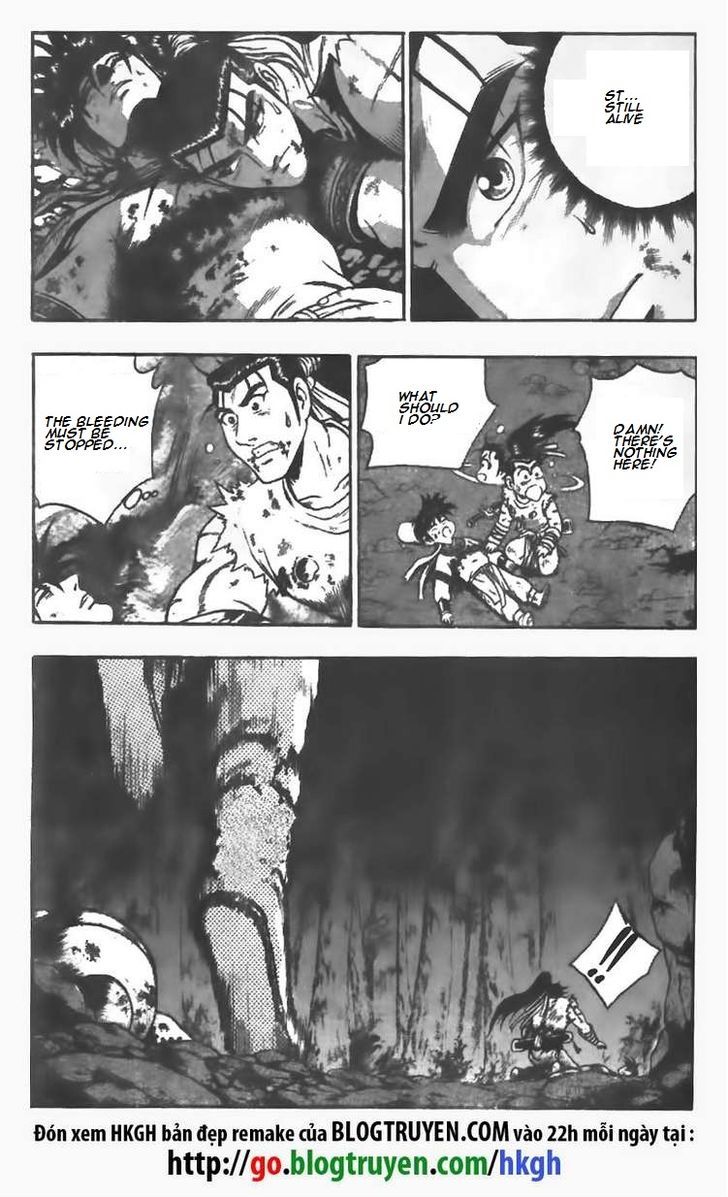 ST...
STILL
ALIVE
THE BLEEDING
MUST BE
STOPPED...
WHAT
SHOULD
I DO?
DAMN!
THERE'S
NOTHING
HERE!
!!
Đón xem HKGH bản đẹp remake của BLOGTRUYEN.COM vào 22h mỗi ngày tại :
http://go.blogtruyen.com/hkgh